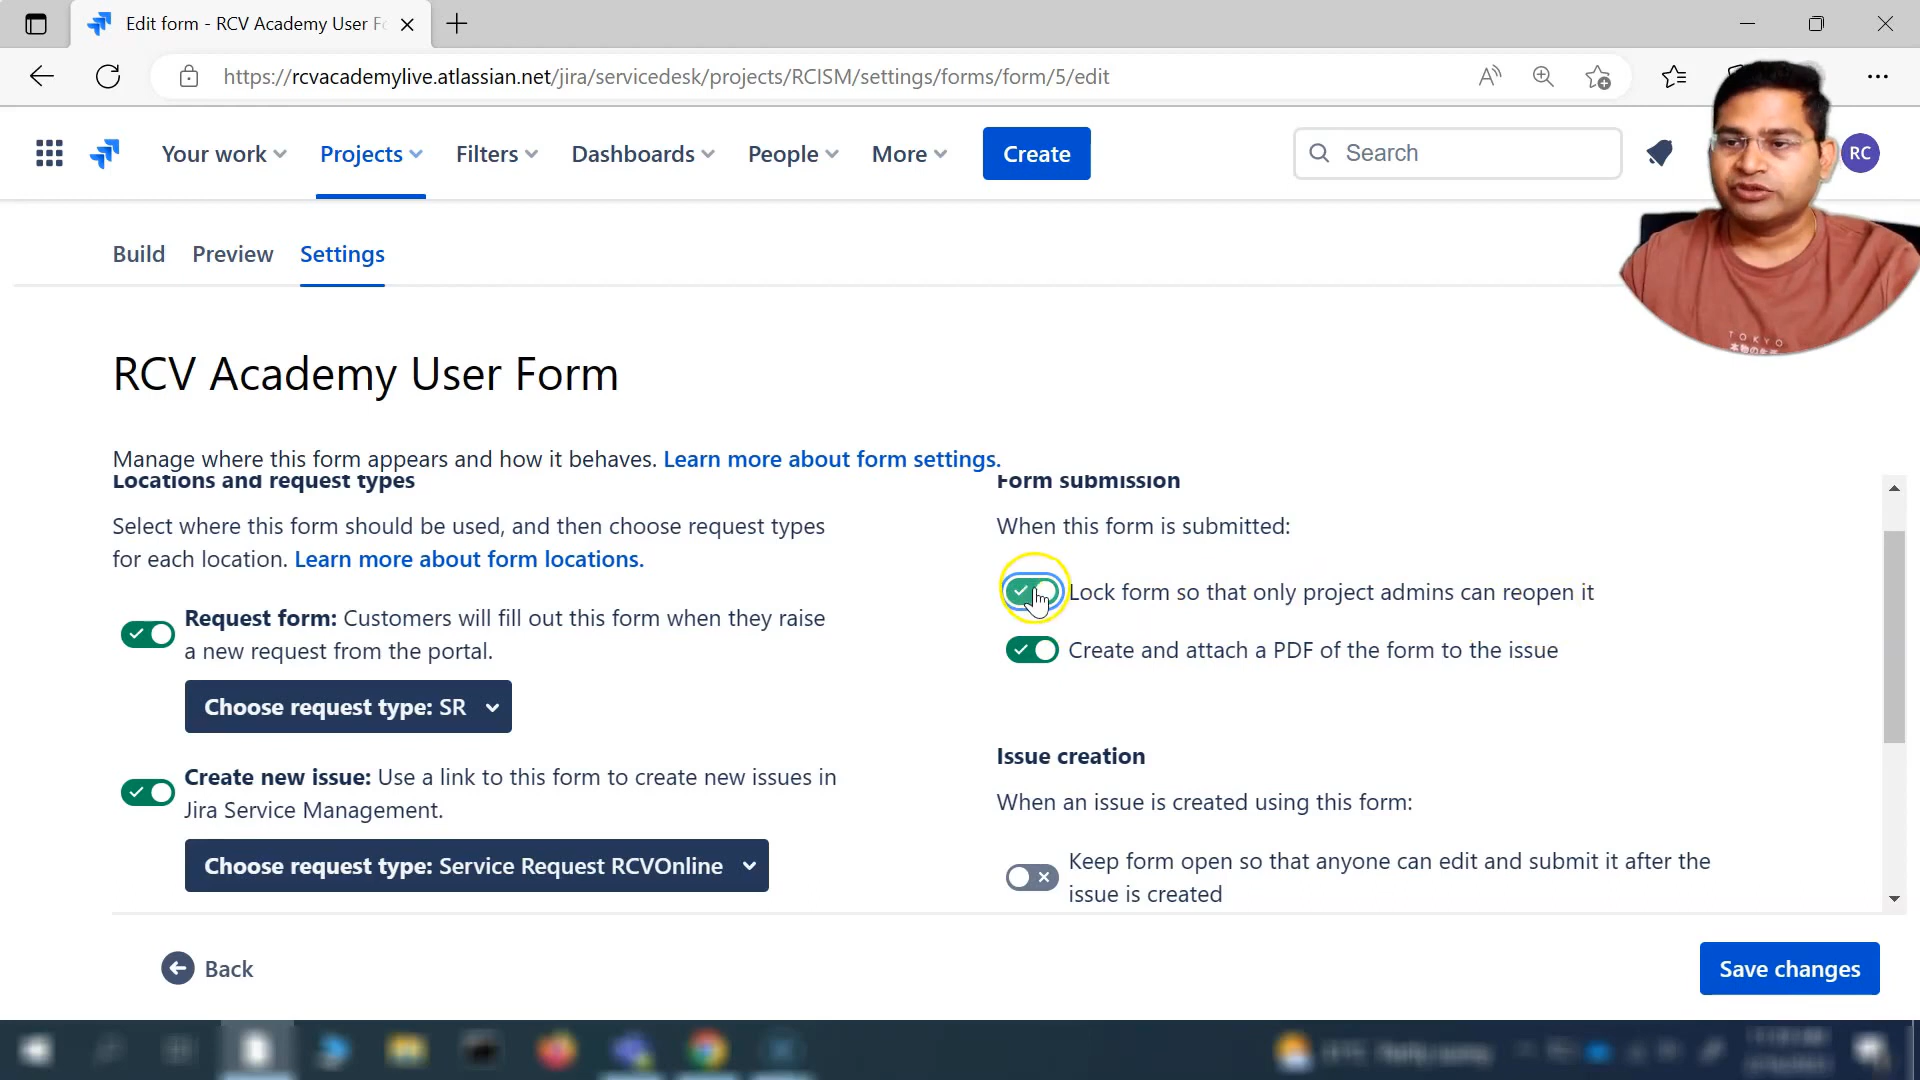 Edit form - RCV Academy User Fo
https://rcvacademylive.atlassian.net/jira/servicedesk/projects/RCISM/settings/forms/form/5/edit
Your work
Projects
Filters
Dashboards
People
More
Create
Search
RC
Build
Preview
Settings
TOKYO
RCV Academy User Form
Manage where this form appears and how it behaves. Learn more about form settings.
Locations and request types
Select where this form should be used, and then choose request types
for each location. Learn more about form locations.
Request form: Customers will fill out this form when they raise
a new request from the portal.
Choose request type: SR
Create new issue: Use a link to this form to create new issues in
Jira Service Management.
Choose request type: Service Request RCVOnline
Form submission
When this form is submitted:
Lock form so that only project admins can reopen it
Create and attach a PDF of the form to the issue
Issue creation
When an issue is created using this form:
Keep form open so that anyone can edit and submit it after the
issue is created
Back
Save changes